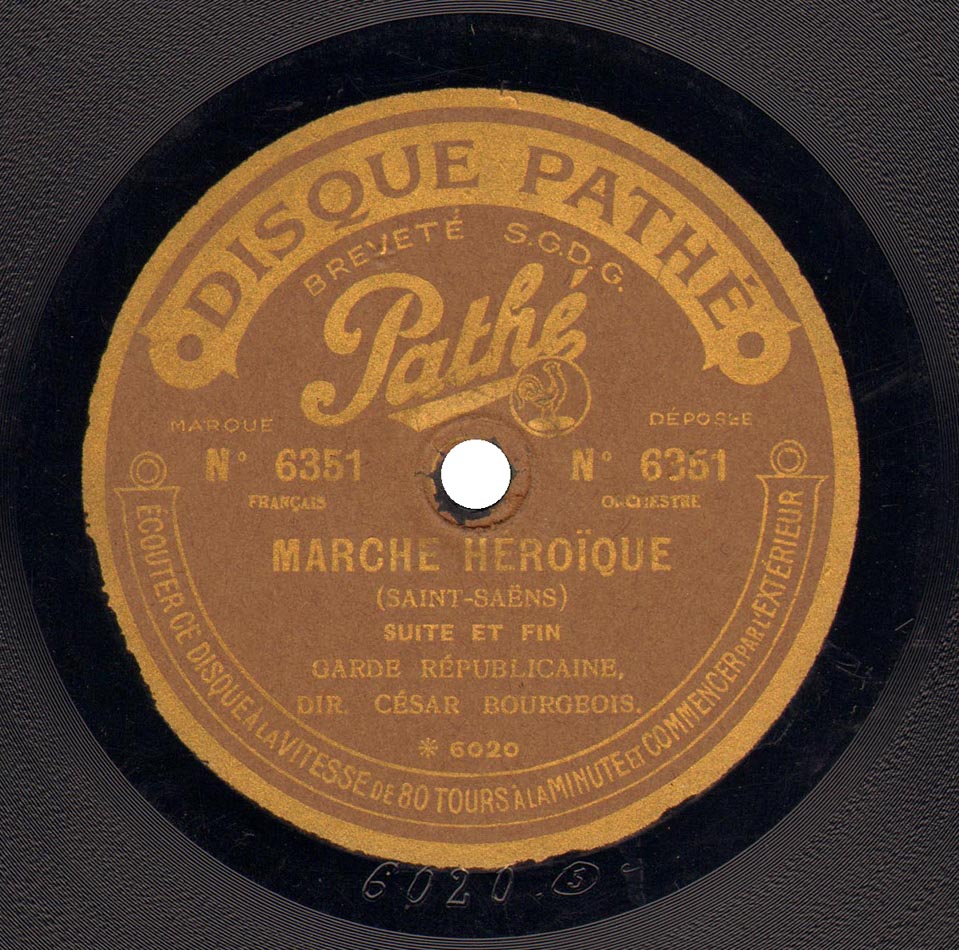 DISQUE PATHÉ
BREVETÉ S.G.D.G.
Pathé
MARQUE DÉPOSÉE
Nº 6351 Nº 6351
FRANÇAIS ORCHESTRE
MARCHE HEROÏQUE
(SAINT-SAËNS)
SUITE ET FIN
GARDE RÉPUBLICAINE,
DIR. CÉSAR BOURGEOIS.
* 6020
ÉCOUTER CE DISQUE À LA VITESSE DE 80 TOURS À LA MINUTE ET COMMENCER PAR L'EXTÉRIEUR
6020